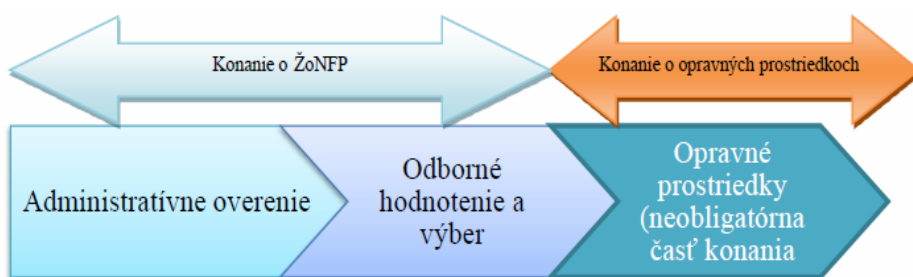 Konanie o ŽoNFP
Konanie o opravných prostriedkoch
Administratívne overenie
Odborné
hodnotenie a
výber
Opravné
prostriedky
(neobligatórna
časť konania